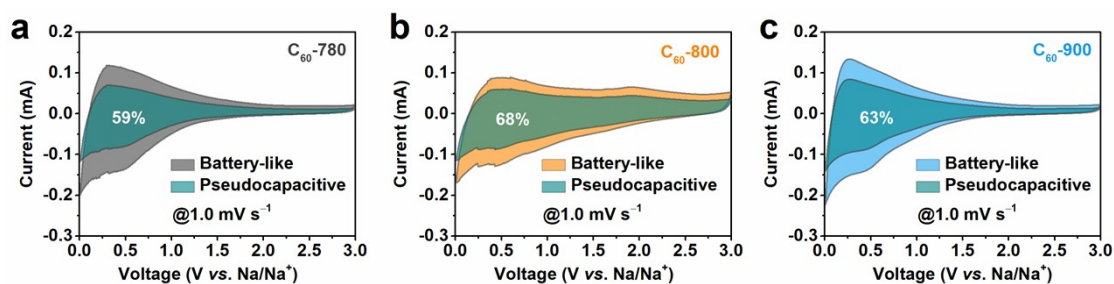 a
C₆₀-780
0.2
0.1
0.0
-0.1
-0.2
-0.3
Current (mA)
59%
Battery-like
Pseudocapacitive
@1.0 mV s⁻¹
0.0 0.5 1.0 1.5 2.0 2.5 3.0
Voltage (V vs. Na/Na⁺)
b
C₆₀-800
0.2
0.1
0.0
-0.1
-0.2
-0.3
Current (mA)
68%
Battery-like
Pseudocapacitive
@1.0 mV s⁻¹
0.0 0.5 1.0 1.5 2.0 2.5 3.0
Voltage (V vs. Na/Na⁺)
c
C₆₀-900
0.2
0.1
0.0
-0.1
-0.2
-0.3
Current (mA)
63%
Battery-like
Pseudocapacitive
@1.0 mV s⁻¹
0.0 0.5 1.0 1.5 2.0 2.5 3.0
Voltage (V vs. Na/Na⁺)